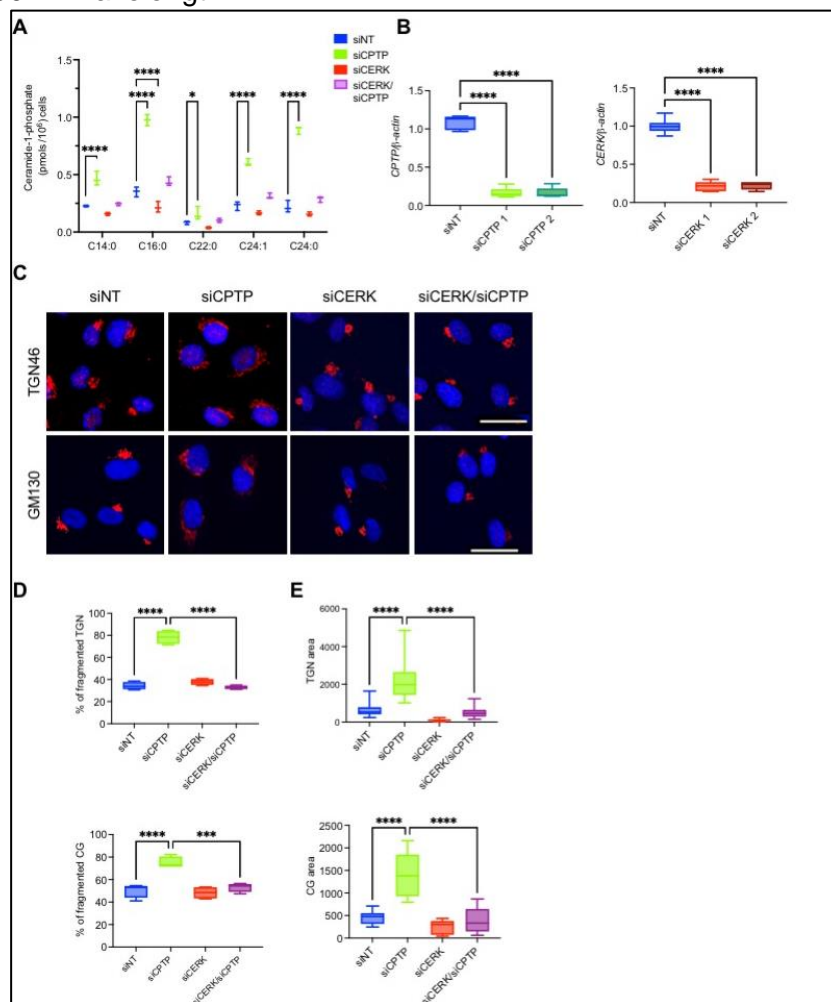 A
1.5
1.0
0.5
0.0
Ceramide-1-phosphate
(pmols /10⁶) cells
****
****
****
*
****
****
C14:0
C16:0
C22:0
C24:1
C24:0
siNT
siCPTP
siCERK
siCERK/
siCPTP
B
CPTP/β-actin
1.5
1.0
0.5
0.0
****
****
siNT
siCPTP 1
siCPTP 2
CERK/β-actin
1.5
1.0
0.5
0.0
****
****
siNT
siCERK 1
siCERK 2
C
siNT
siCPTP
siCERK
siCERK/siCPTP
TGN46
GM130
D
% of fragmented TGN
100
80
60
40
20
0
****
****
siNT
siCPTP
siCERK
siCERK/siCPTP
% of fragmented CG
100
80
60
40
20
0
****
***
siNT
siCPTP
siCERK
siCERK/siCPTP
E
TGN area
6000
4000
2000
0
****
****
siNT
siCPTP
siCERK
siCERK/siCPTP
CG area
2500
2000
1500
1000
500
0
****
****
siNT
siCPTP
siCERK
siCERK/siCPTP